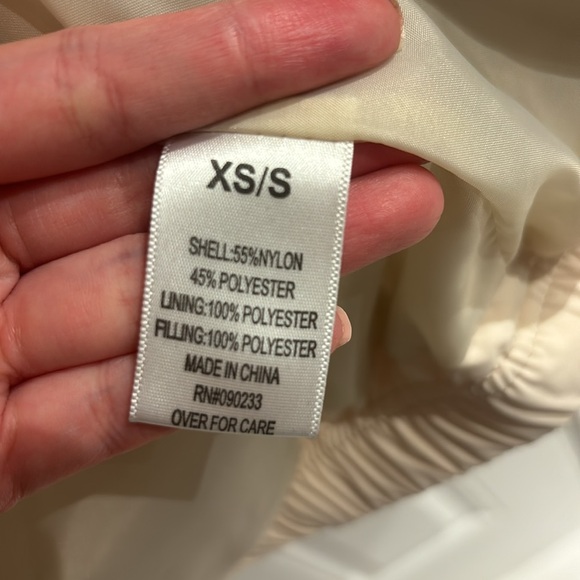 XS/S
SHELL:55%NYLON
45% POLYESTER
LINING:100% POLYESTER
FILLING:100% POLYESTER
MADE IN CHINA
RN#090233
OVER FOR CARE